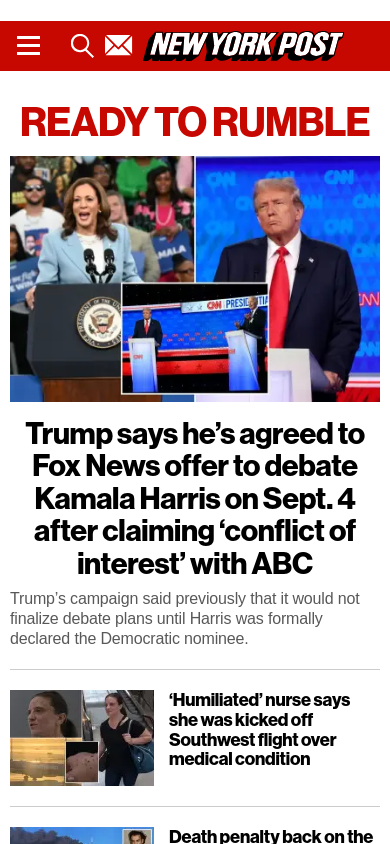 NEW YORK POST
READY TO RUMBLE
CNN
CNN
CNN PRESIDENTIA
Trump says he’s agreed to
Fox News offer to debate
Kamala Harris on Sept. 4
after claiming ‘conflict of
interest’ with ABC
Trump’s campaign said previously that it would not
finalize debate plans until Harris was formally
declared the Democratic nominee.
‘Humiliated’ nurse says
she was kicked off
Southwest flight over
medical condition
Death penalty back on the